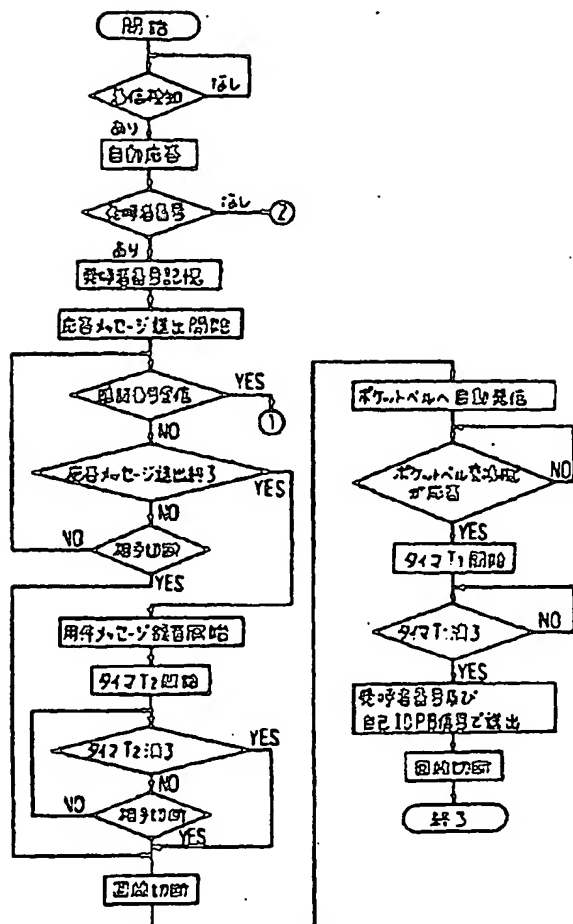 開始
着信検知
なし
あり
自動応答
発呼者番号
なし
②
あり
発呼者番号記憶
応答メッセージ送出開始
暗証信号受信
YES
①
NO
応答メッセージ送出終了
YES
NO
相手切断
NO
YES
用件メッセージ録音開始
タイマT2開始
タイマT2満了
YES
NO
相手切断
NO
YES
回線切断
ポケットベルへ自動発信
ポケットベル交換機
が応答
NO
YES
タイマT1開始
タイマT1満了
NO
YES
発呼者番号及び
自己IDPB信号で送出
回線切断
終了